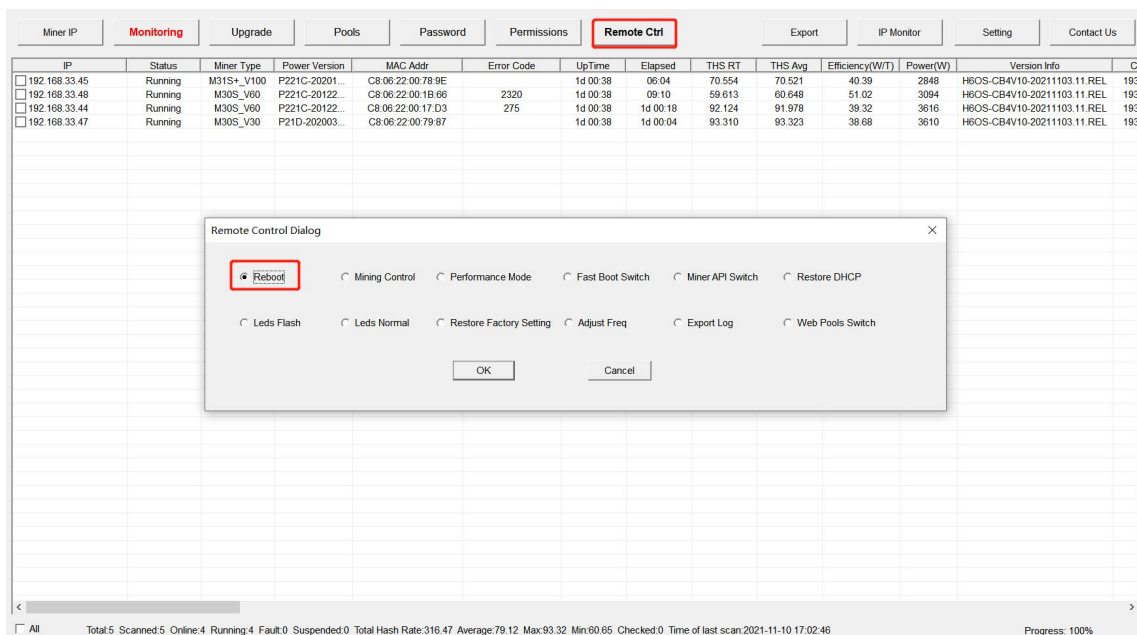 Miner IP Monitoring Upgrade Pools Password Permissions Remote Ctrl Export IP Monitor Setting Contact Us
IP Status Miner Type Power Version MAC Addr Error Code UpTime Elapsed THS RT THS Avg Efficiency(W/T) Power(W) Version Info C
192.168.33.45 Running M31S+_V100 P221C-20201... C8:06:22:00:78:9E 1d 00:38 06:04 70.554 70.521 40.39 2848 H6OS-CB4V10-20211103.11.REL 193
192.168.33.48 Running M30S_V60 P221C-20122... C8:06:22:00:1B:66 2320 1d 00:38 09:10 59.613 60.648 51.02 3094 H6OS-CB4V10-20211103.11.REL
192.168.33.44 Running M30S_V60 P221C-20122... C8:06:22:00:17:D3 275 1d 00:38 1d 00:18 92.124 91.978 39.32 3616 H6OS-CB4V10-20211103.11.REL 193
192.168.33.47 Running M30S_V30 P21D-202003... C8:06:22:00:79:87 1d 00:38 1d 00:04 93.310 93.323 38.68 3610 H6OS-CB4V10-20211103.11.REL 193
Remote Control Dialog
Reboot Mining Control Performance Mode Fast Boot Switch Miner API Switch Restore DHCP
Leds Flash Leds Normal Restore Factory Setting Adjust Freq Export Log Web Pools Switch
OK Cancel
All Total:5 Scanned:5 Online:4 Running:4 Fault:0 Suspended:0 Total Hash Rate:316.47 Average:79.12 Max:93.32 Min:60.65 Checked:0 Time of last scan:2021-11-10 17:02:46 Progress: 100%